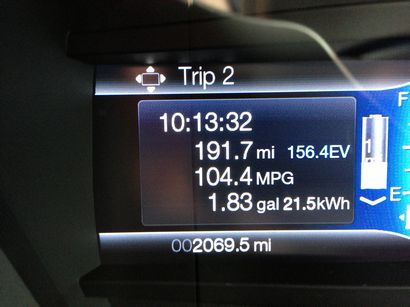 Trip 2
10:13:32
191.7 mi 156.4EV
104.4 MPG
1.83 gal 21.5kWh
002069.5 mi
F
1
E